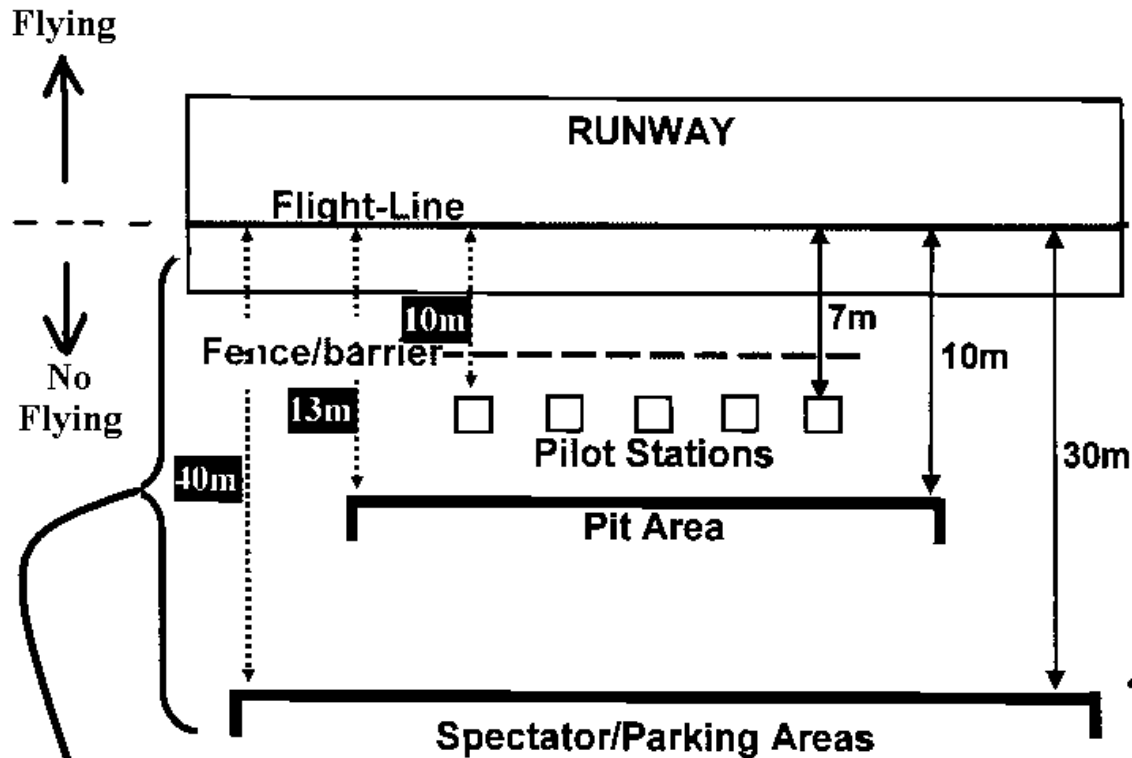 Flying
RUNWAY
Flight-Line
10m
7m
Fence/barrier
10m
No
Flying
13m
Pilot Stations
40m
30m
Pit Area
Spectator/Parking Areas